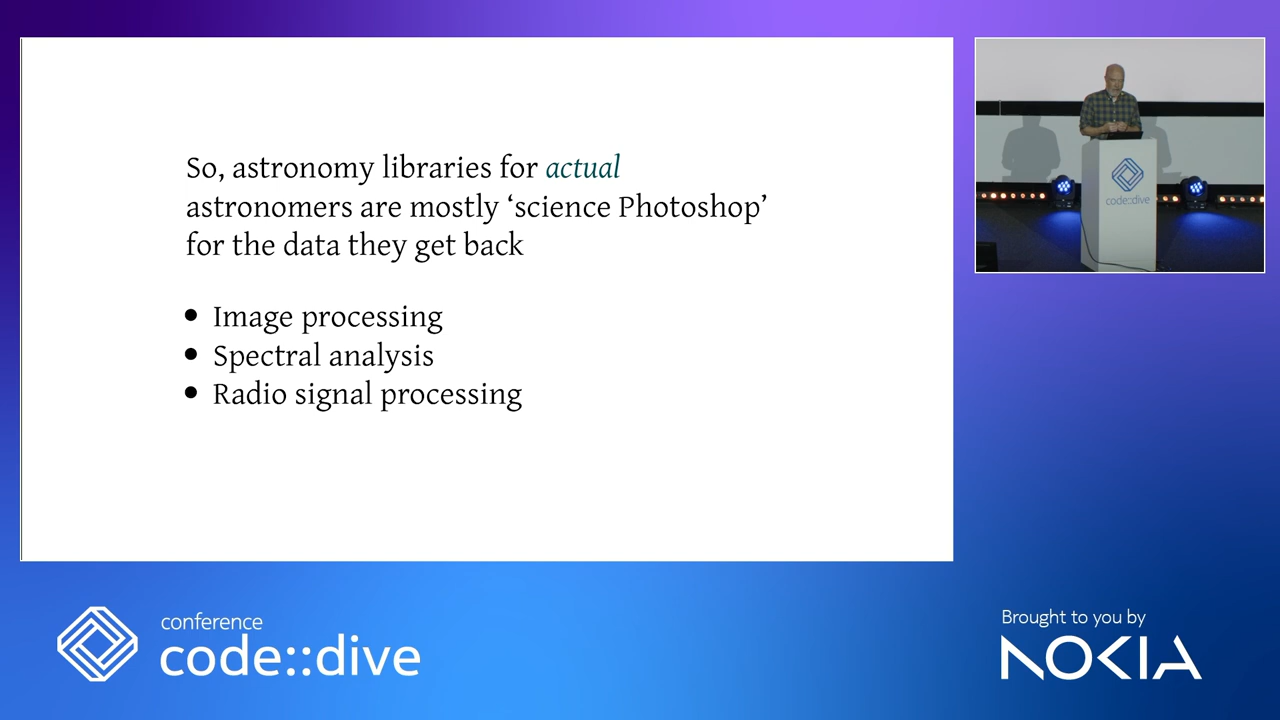 So, astronomy libraries for actual
astronomers are mostly ‘science Photoshop’
for the data they get back
• Image processing
• Spectral analysis
• Radio signal processing
code::dive
conference
code::dive
Brought to you by
NOKIA